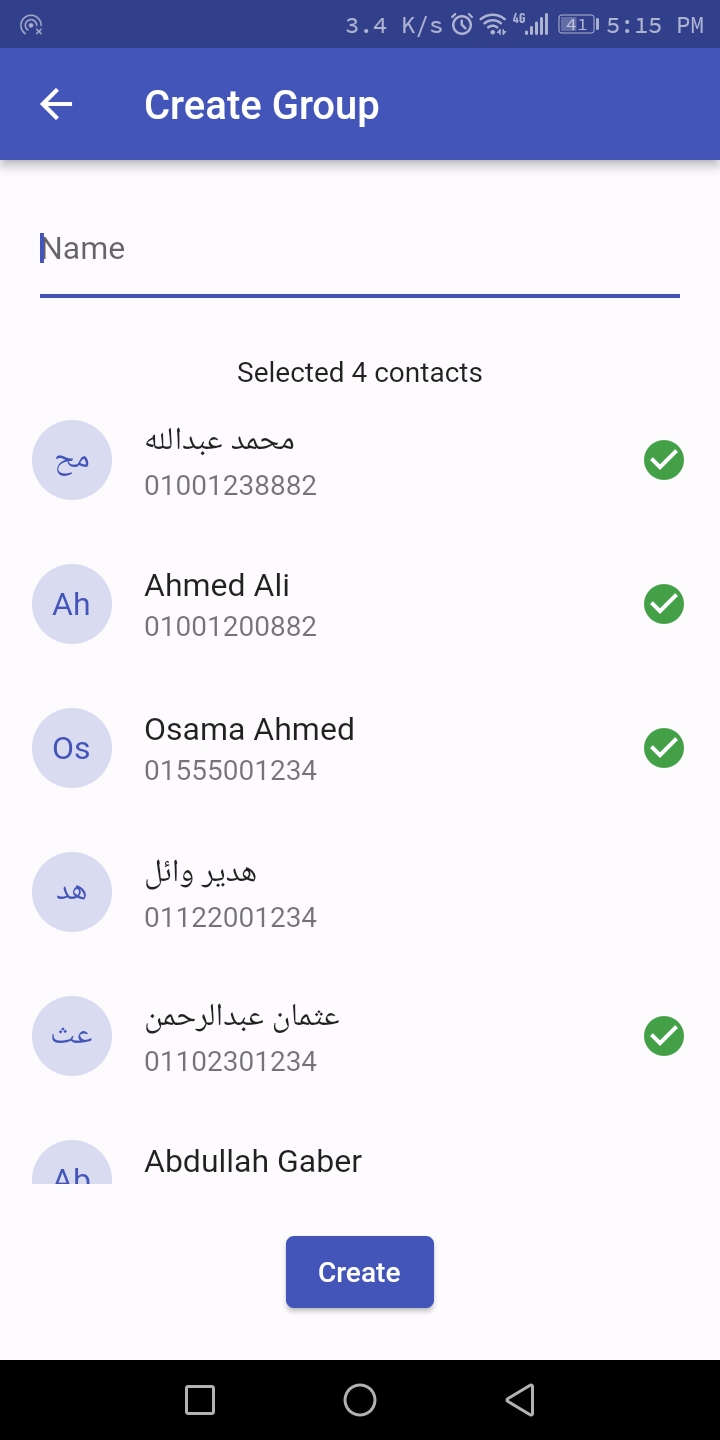 3.4 K/s 4G 41 5:15 PM
Create Group
Name
Selected 4 contacts
مح
محمد عبدالله
01001238882
Ah
Ahmed Ali
01001200882
Os
Osama Ahmed
01555001234
هد
هدير وائل
01122001234
عث
عثمان عبدالرحمن
01102301234
Ab
Abdullah Gaber
Create